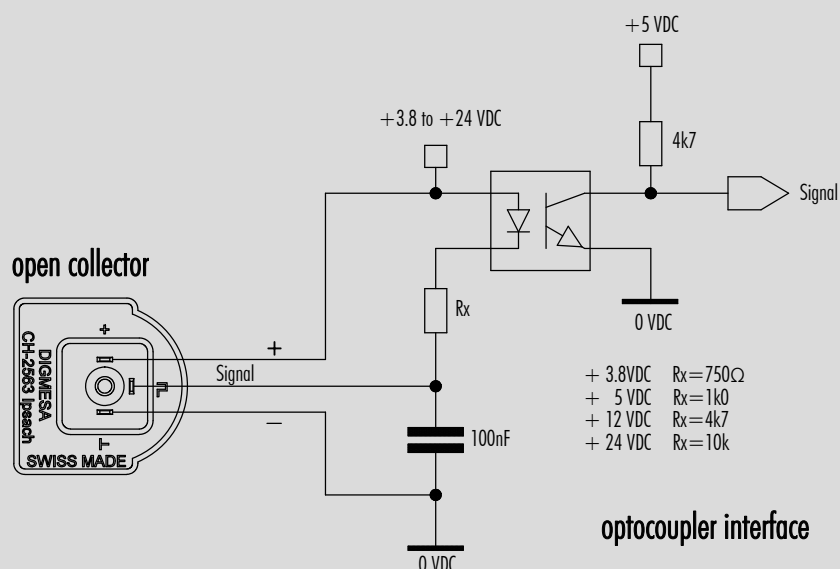 +5 VDC
+3.8 to +24 VDC
4k7
Signal
open collector
Rx
0 VDC
+
DIGMESA
CH-2563 Ipsach
SWISS MADE
+
Signal
−
100nF
+ 3.8VDC Rx=750Ω
+ 5 VDC Rx=1k0
+ 12 VDC Rx=4k7
+ 24 VDC Rx=10k
optocoupler interface
0 VDC